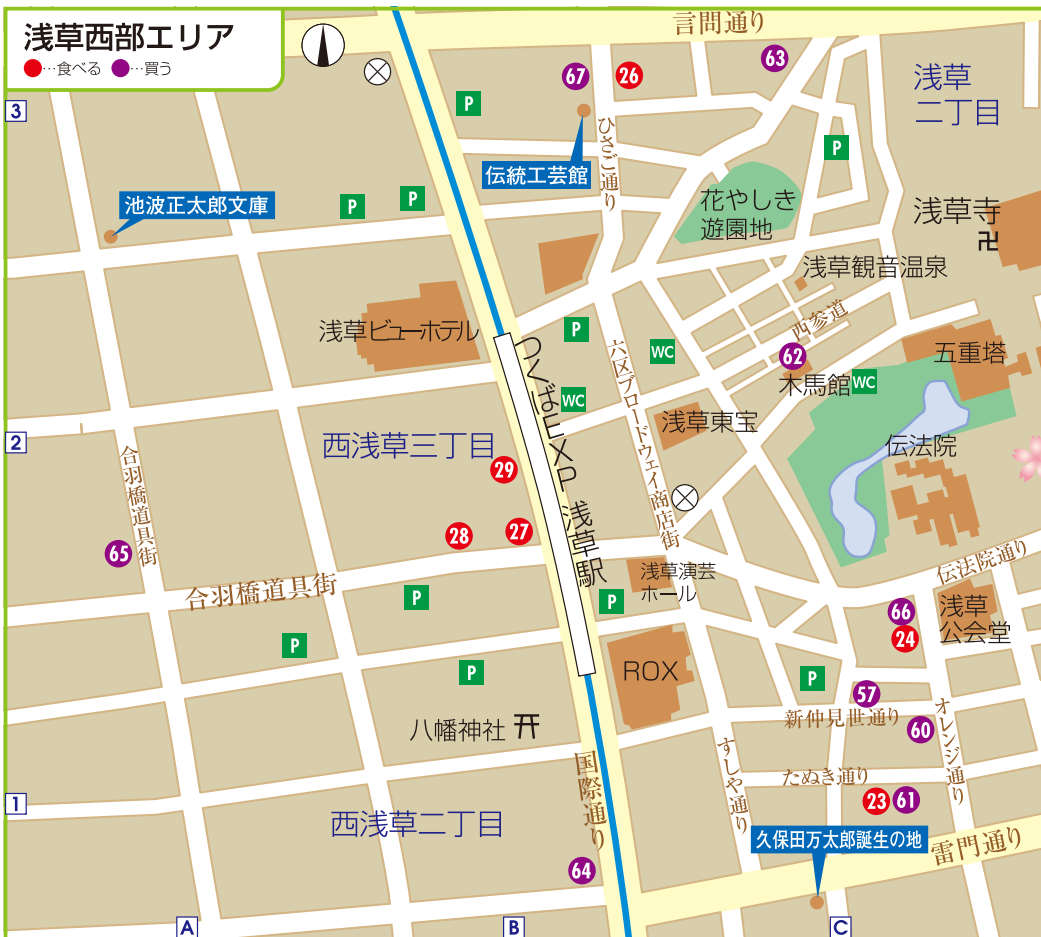 浅草西部エリア
●…食べる ●…買う
言問通り
3
67
26
63
浅草
二丁目
P
P
伝統工芸館
ひさご通り
池波正太郎文庫
P
P
花やしき
遊園地
浅草寺
卍
浅草観音温泉
浅草ビューホテル
つくばEXP 浅草駅
P
WC
六区ブロードウェイ商店街
西参道
62
木馬館
WC
五重塔
WC
浅草東宝
2
西浅草三丁目
伝法院
29
合羽橋道具街
28
27
65
合羽橋道具街
浅草演芸
ホール
伝法院通り
P
P
66
浅草
公会堂
24
P
P
ROX
P
57
新仲見世通り
60
オレンジ通り
八幡神社
国際通り
すしや通り
たぬき通り
1
23
61
西浅草二丁目
久保田万太郎誕生の地
雷門通り
64
A
B
C